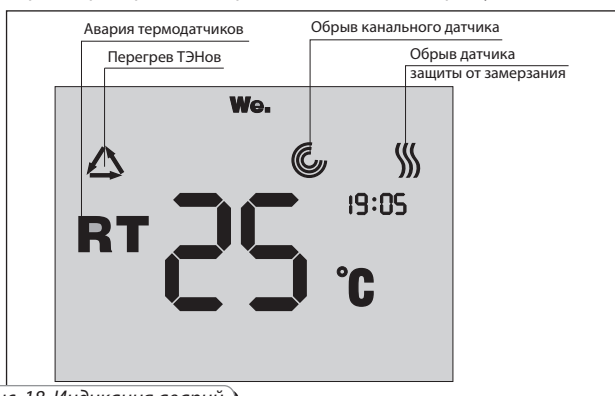 Авария термодатчиков
Обрыв канального датчика
Перегрев ТЭНов
Обрыв датчика
защиты от замерзания
We.
19:05
RT
25
°C
18. Индикация аварий